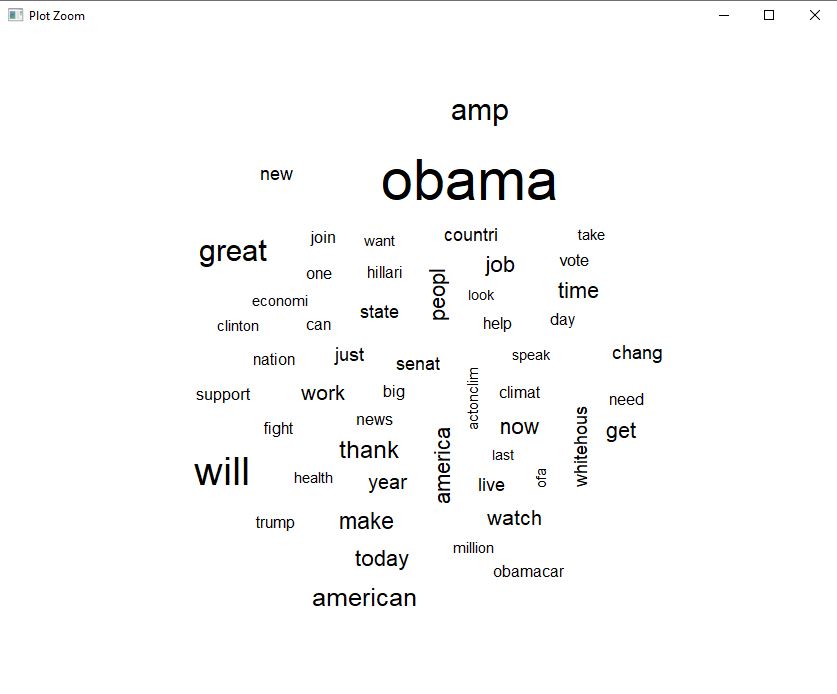 Plot Zoom
amp
new
obama
great
join
want
countri
take
one
hillari
peopl
job
vote
economi
state
look
time
clinton
can
help
day
nation
just
senat
speak
chang
support
work
big
actonclim
climat
need
fight
news
now
whitehous
get
will
thank
america
last
health
year
live
ofa
trump
make
watch
today
million
obamacar
american